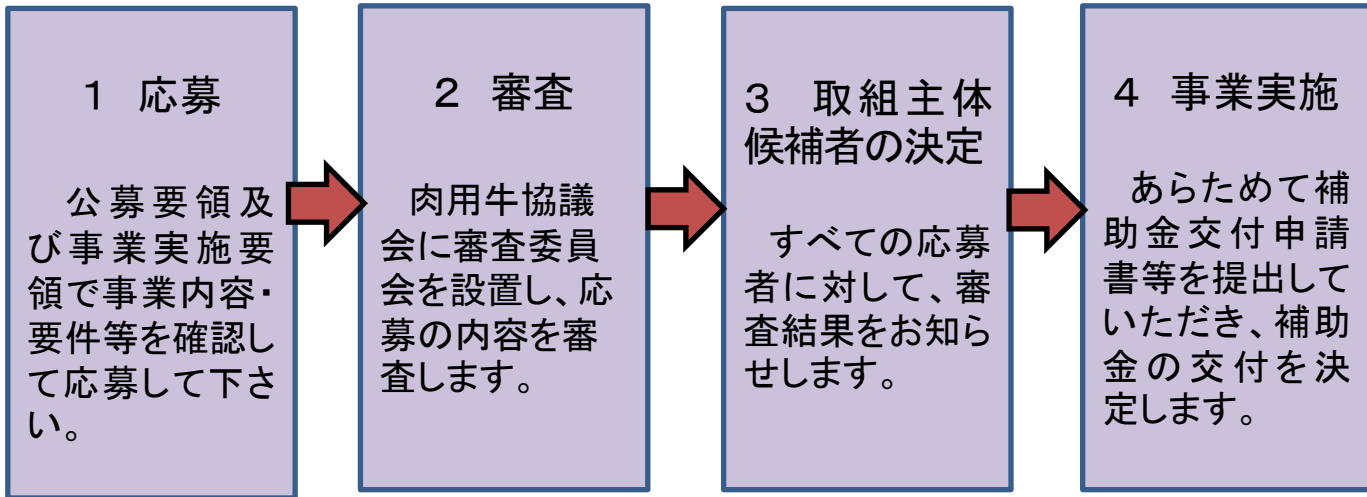 1 応募
公募要領及
び事業実施要
領で事業内容・
要件等を確認し
て応募して下さ
い。
2 審査
肉用牛協議
会に審査委員
会を設置し、応
募の内容を審
査します。
3 取組主体
候補者の決定
すべての応募
者に対して、審
査結果をお知ら
せします。
4 事業実施
あらためて補
助金交付申請
書等を提出して
いただき、補助
金の交付を決
定します。